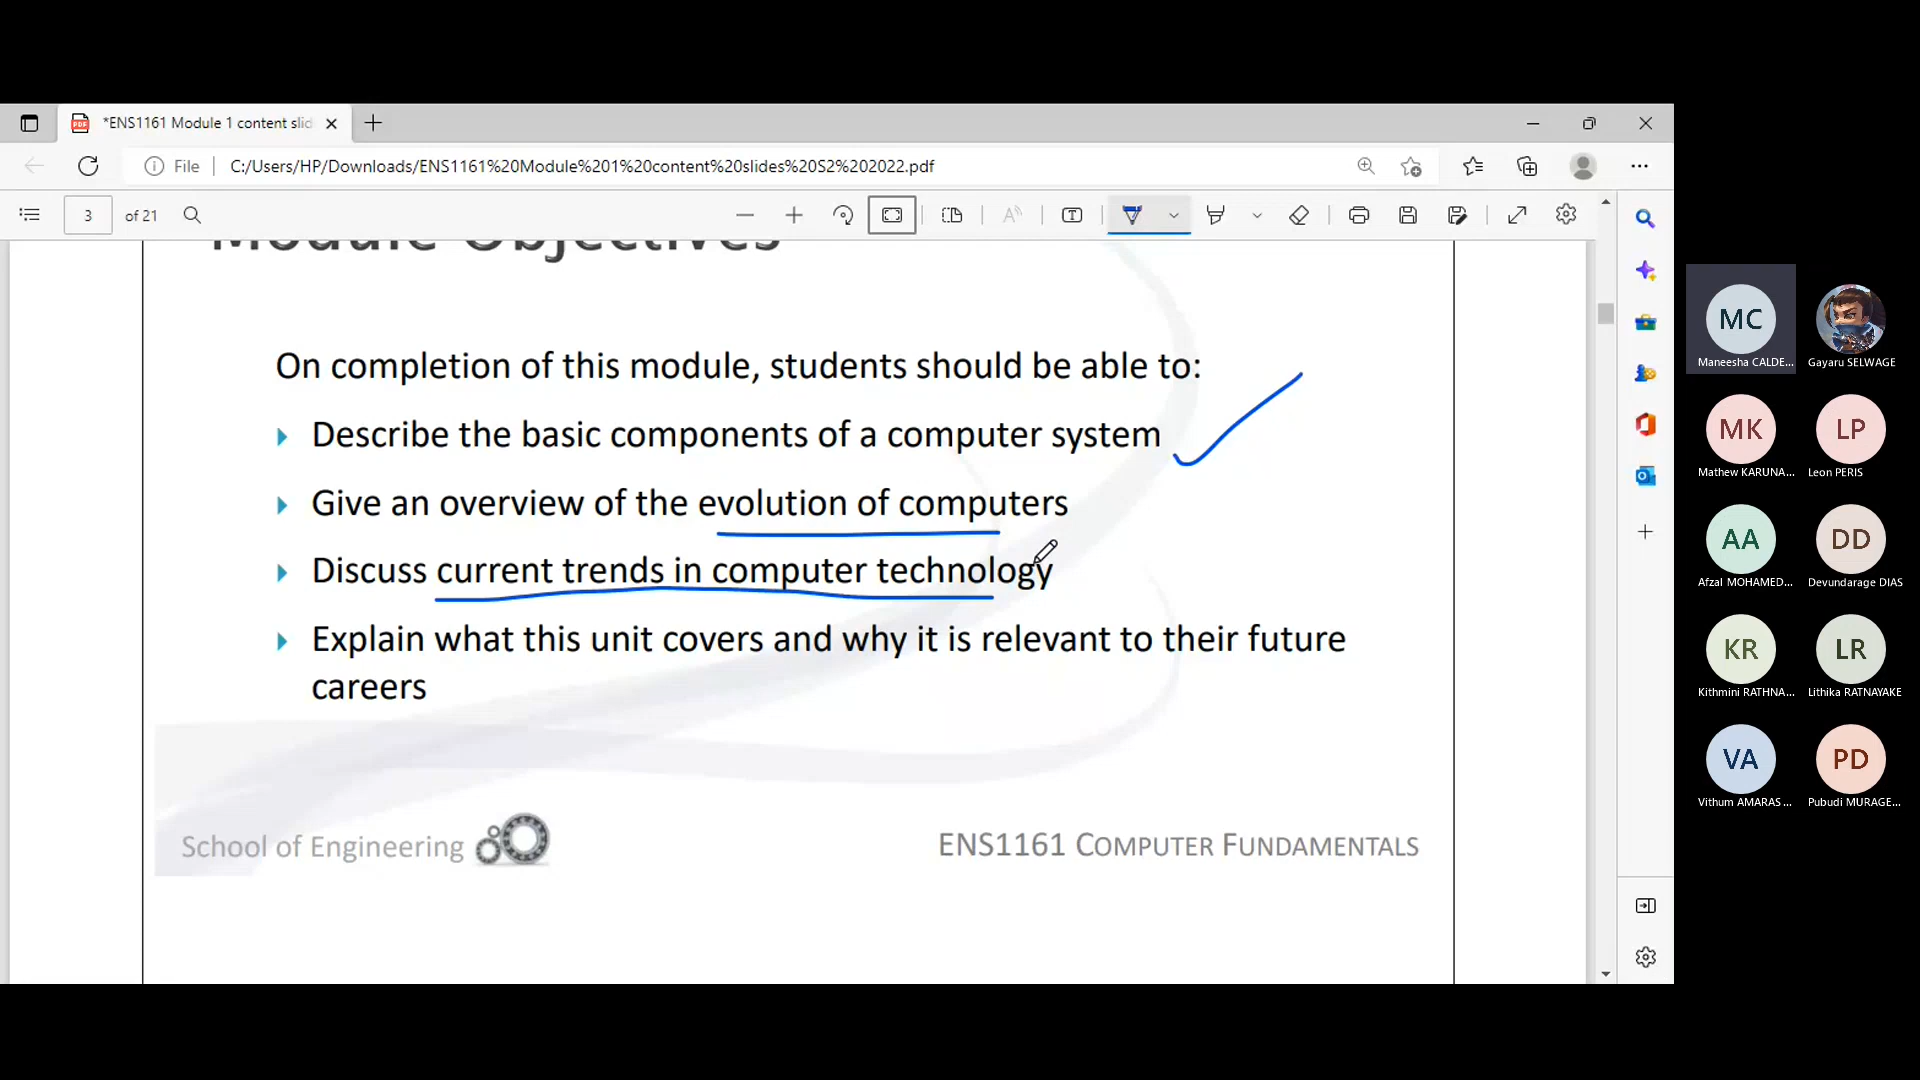 *ENS1161 Module 1 content slid
File
C:/Users/HP/Downloads/ENS1161%20Module%201%20content%20slides%20S2%202022.pdf
3 of 21
Module Objectives
On completion of this module, students should be able to:
Describe the basic components of a computer system
Give an overview of the evolution of computers
Discuss current trends in computer technology
Explain what this unit covers and why it is relevant to their future
careers
School of Engineering
ENS1161 COMPUTER FUNDAMENTALS
MC
Maneesha CALDE...
Gayaru SELWAGE
MK
Mathew KARUNA...
LP
Leon PERIS
AA
Afzal MOHAMED...
DD
Devundarage DIAS
KR
Kithmini RATHNA...
LR
Lithika RATNAYAKE
VA
Vithum AMARAS...
PD
Pubudi MURAGE...